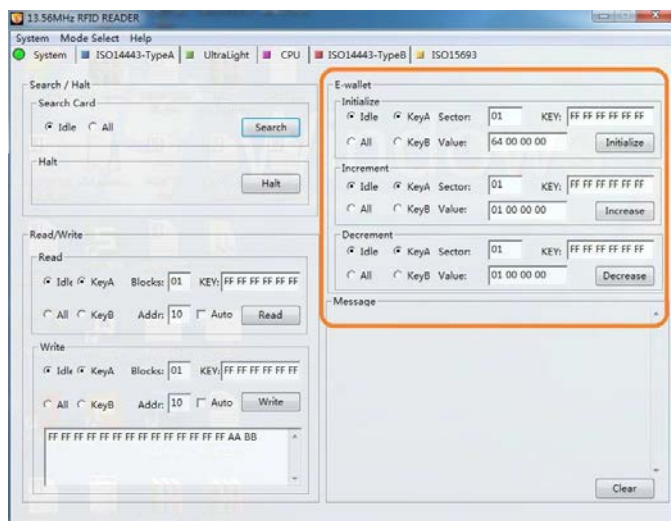 13.56MHz RFID READER
System Mode Select Help
System ISO14443-TypeA UltraLight CPU ISO14443-TypeB ISO15693
Search / Halt
Search Card
Idle All Search
Halt
Halt
Read/Write
Read
Idle KeyA Blocks: 01 KEY: FF FF FF FF FF FF
All KeyB Addr: 10 Auto Read
Write
Idle KeyA Blocks: 01 KEY: FF FF FF FF FF FF
All KeyB Addr: 10 Auto Write
FF FF FF FF FF FF FF FF FF FF FF FF FF FF AA BB
E-wallet
Initialize
Idle KeyA Sector: 01 KEY: FF FF FF FF FF FF
All KeyB Value: 64 00 00 00 Initialize
Increment
Idle KeyA Sector: 01 KEY: FF FF FF FF FF FF
All KeyB Value: 01 00 00 00 Increase
Decrement
Idle KeyA Sector: 01 KEY: FF FF FF FF FF FF
All KeyB Value: 01 00 00 00 Decrease
Message
Clear